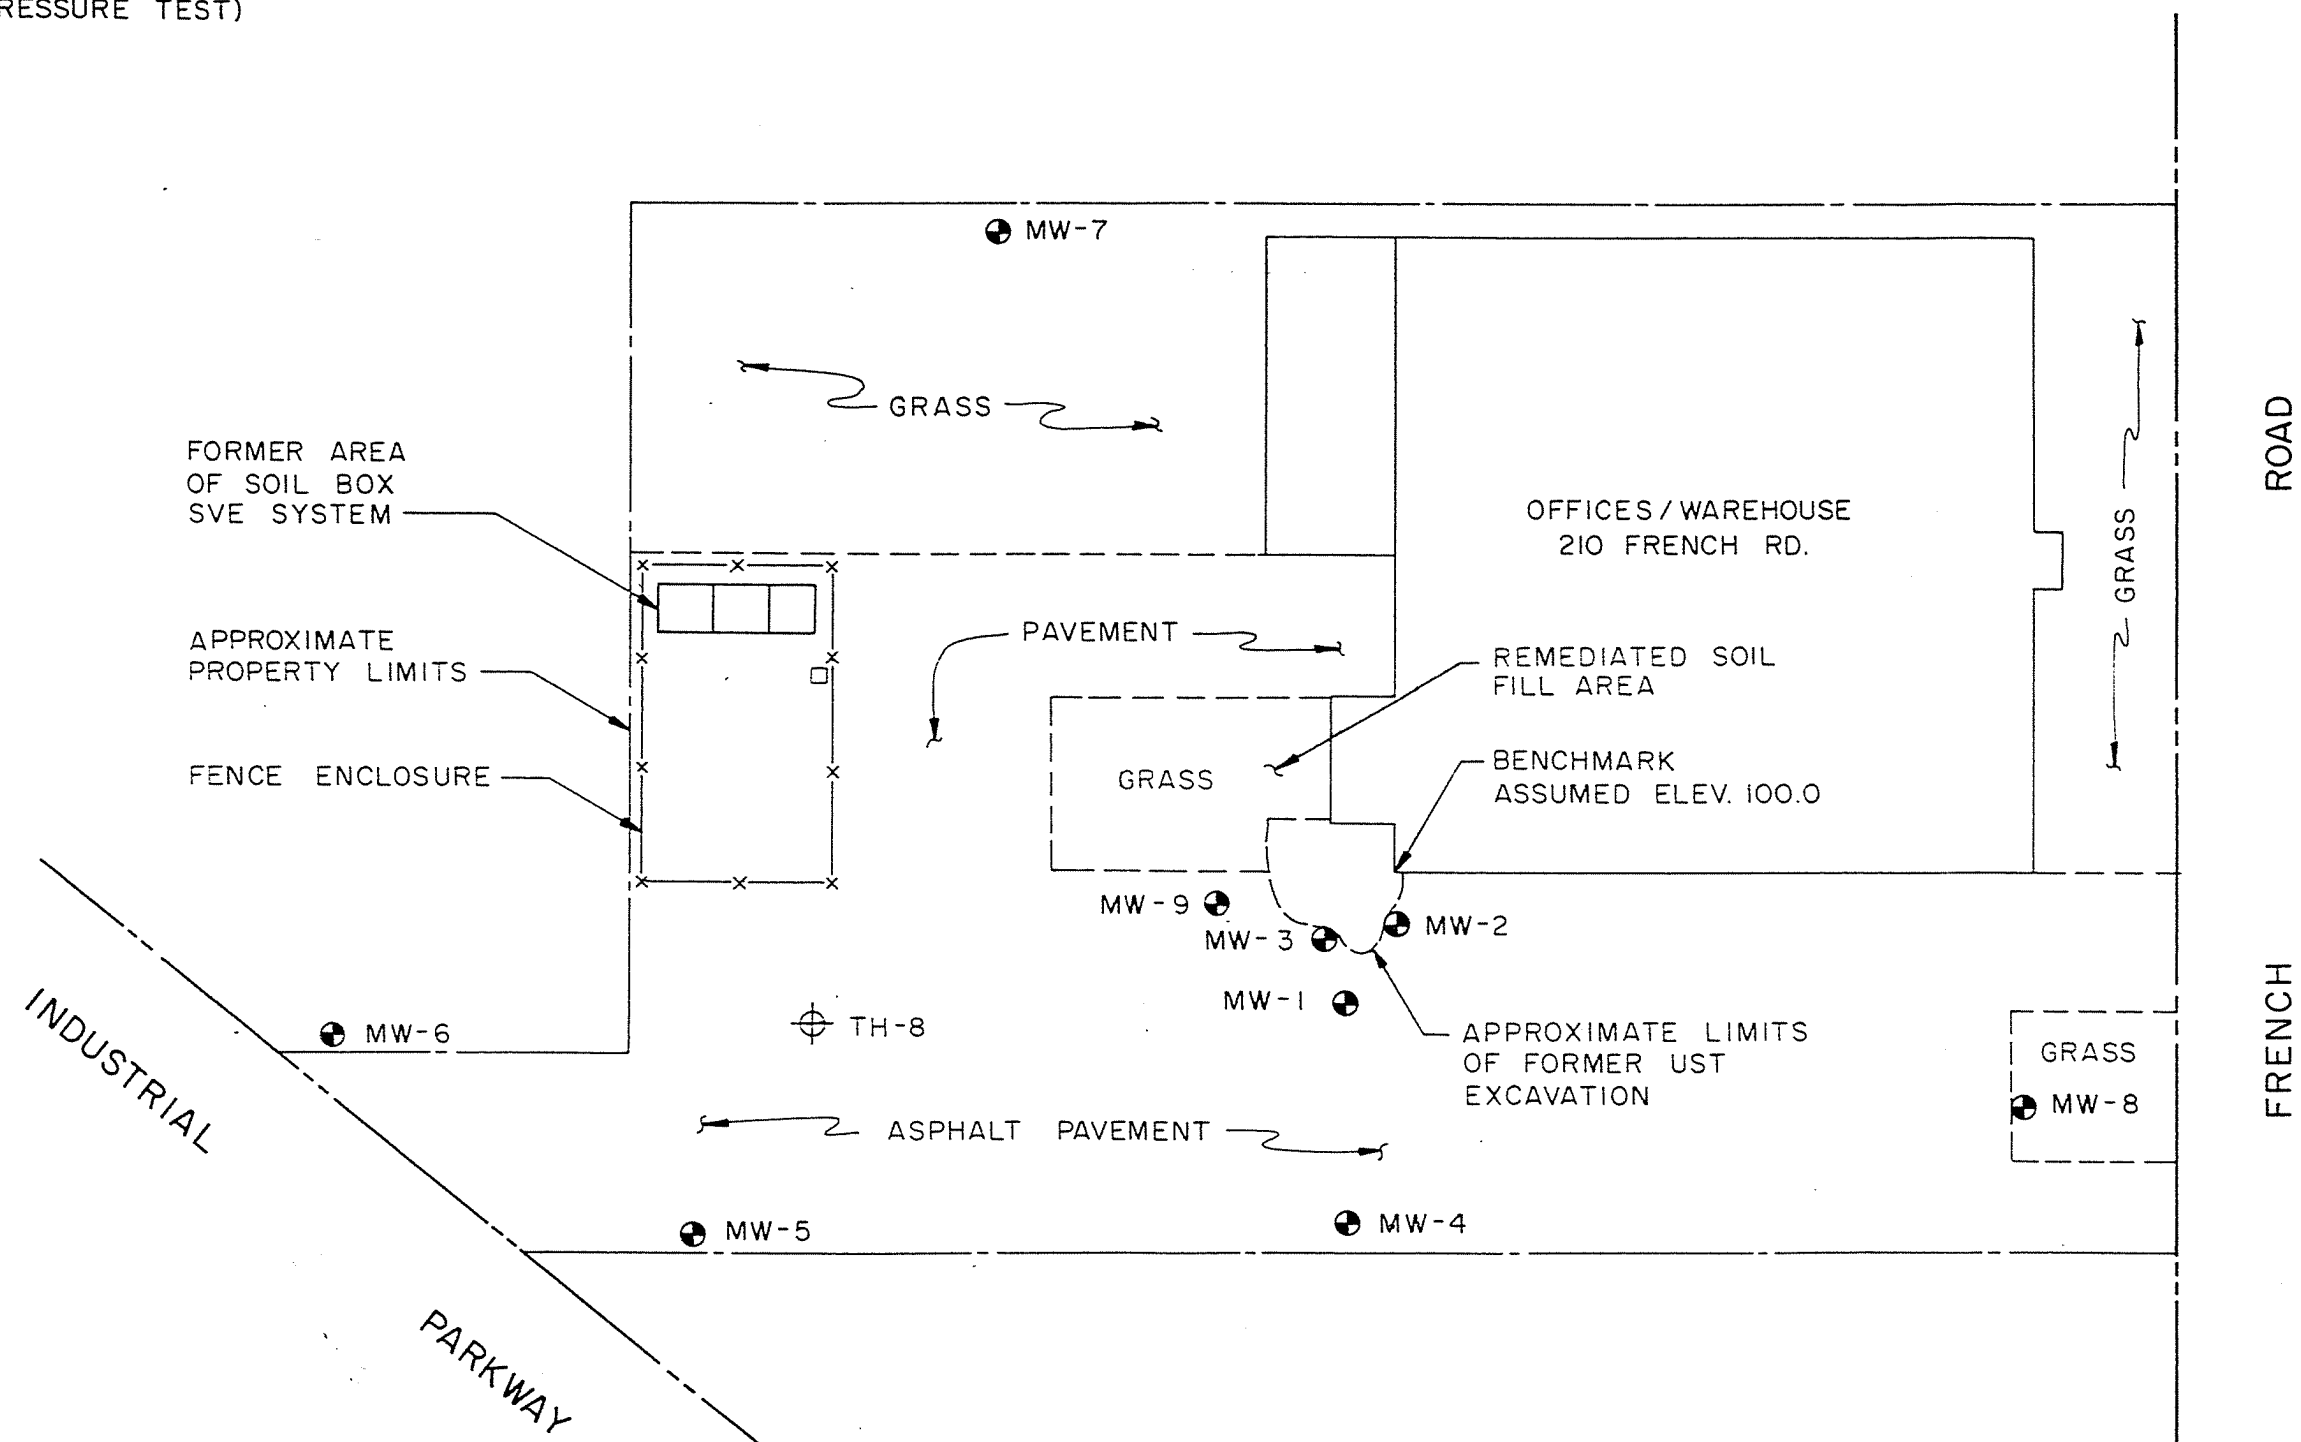 RESSURE TEST)
MW-7
GRASS
FORMER AREA
OF SOIL BOX
SVE SYSTEM
OFFICES/WAREHOUSE
210 FRENCH RD.
GRASS
ROAD
APPROXIMATE
PROPERTY LIMITS
PAVEMENT
REMEDIATED SOIL
FILL AREA
FENCE ENCLOSURE
GRASS
BENCHMARK
ASSUMED ELEV. 100.0
MW-9
MW-3
MW-2
MW-1
MW-6
TH-8
APPROXIMATE LIMITS
OF FORMER UST
EXCAVATION
GRASS
MW-8
FRENCH
INDUSTRIAL
ASPHALT PAVEMENT
MW-5
MW-4
PARKWAY